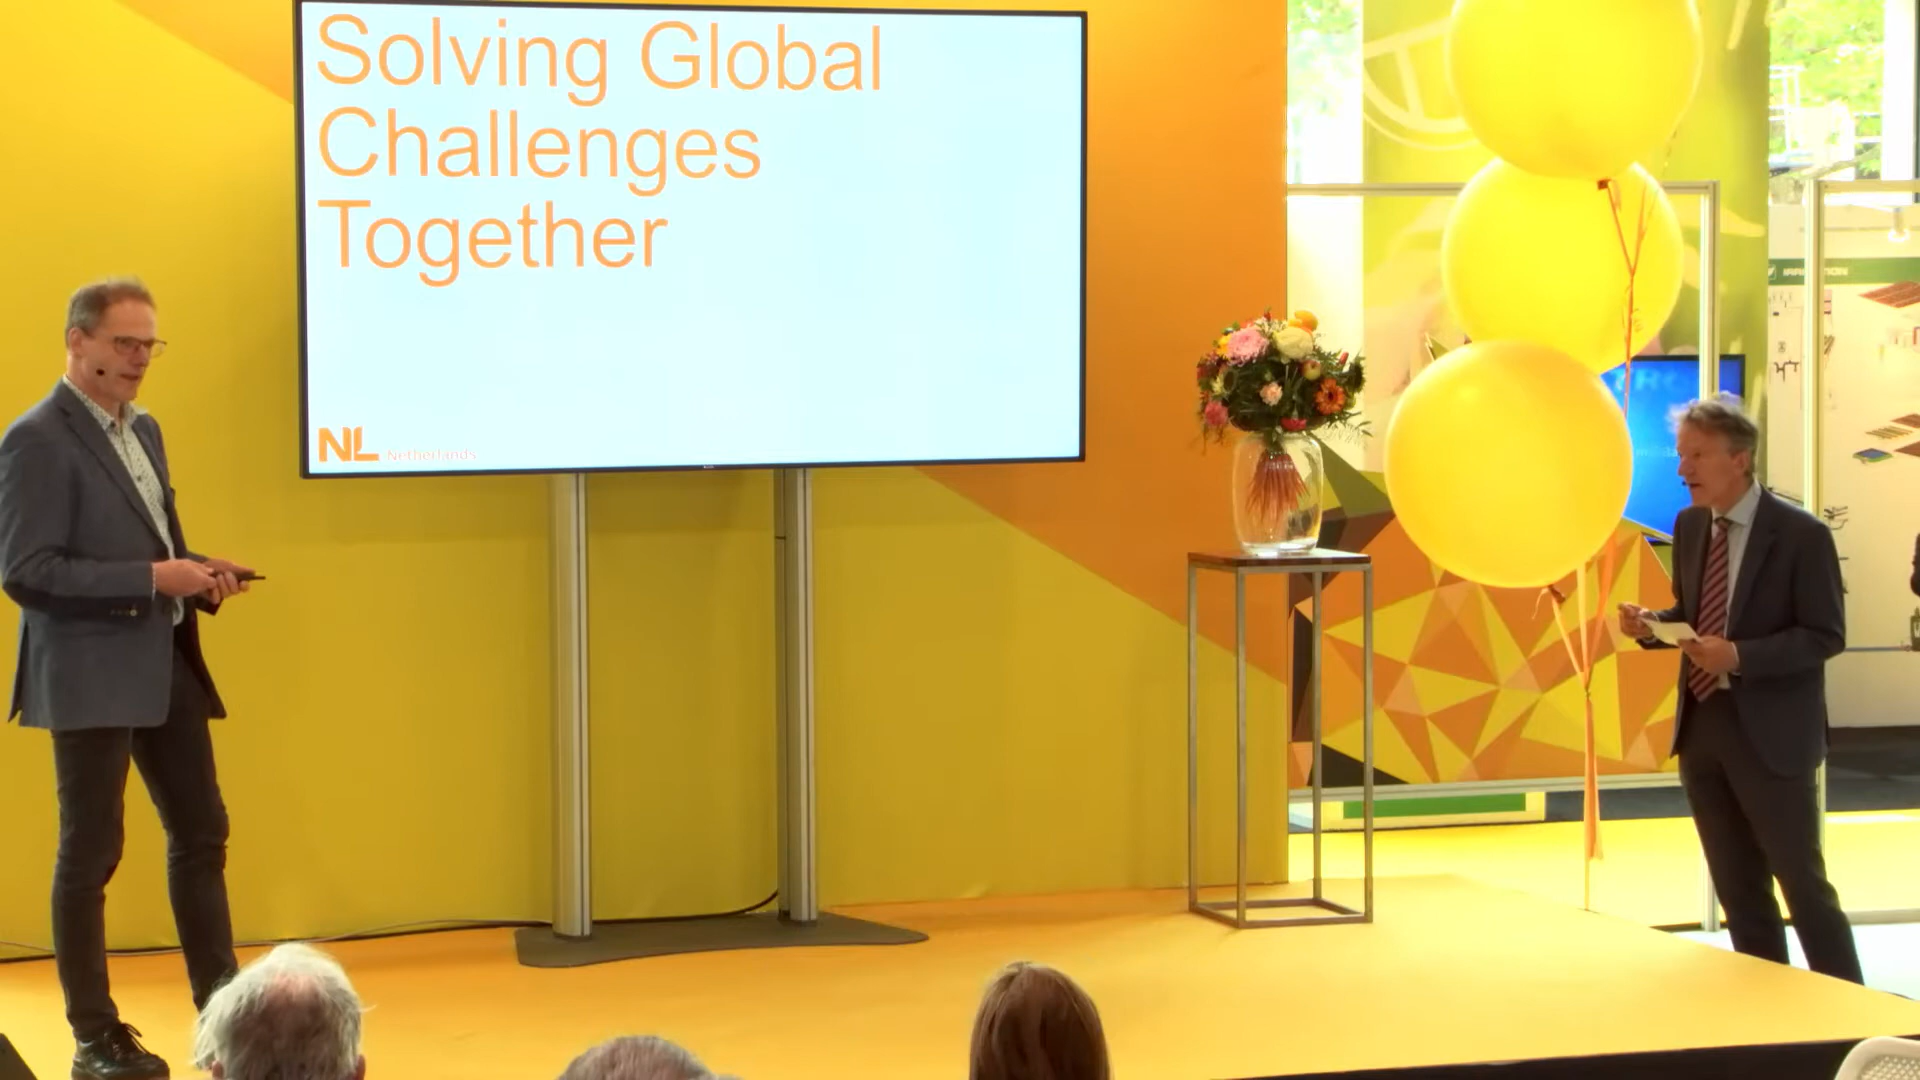 Solving Global
Challenges
Together
NL Netherlands